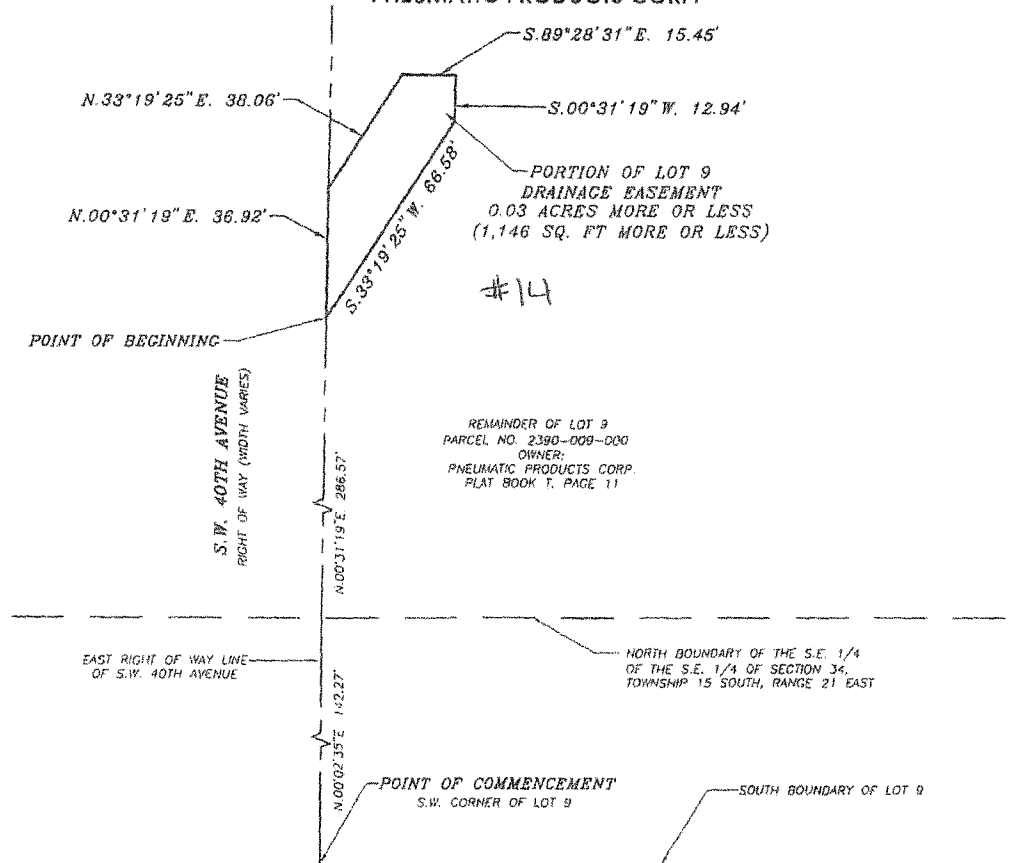 S.89°28'31"E. 15.45'
N.33°19'25"E. 38.06'
S.00°31'19"W. 12.94'
PORTION OF LOT 9
DRAINAGE EASEMENT
0.03 ACRES MORE OR LESS
(1,146 SQ. FT MORE OR LESS)
N.00°31'19"E. 36.92'
S.33°19'25"W. 66.58'
#14
POINT OF BEGINNING
S.W. 40TH AVENUE
RIGHT OF WAY (WIDTH VARIES)
REMAINDER OF LOT 9
PARCEL NO. 2390-009-000
OWNER:
PNEUMATIC PRODUCTS CORP.
PLAT BOOK T, PAGE 11
N.00°31'19"E. 286.57'
EAST RIGHT OF WAY LINE
OF S.W. 40TH AVENUE
NORTH BOUNDARY OF THE S.E. 1/4
OF THE S.E. 1/4 OF SECTION 34,
TOWNSHIP 15 SOUTH, RANGE 21 EAST
N.00°02'35"E 142.27'
POINT OF COMMENCEMENT
S.W. CORNER OF LOT 9
SOUTH BOUNDARY OF LOT 9